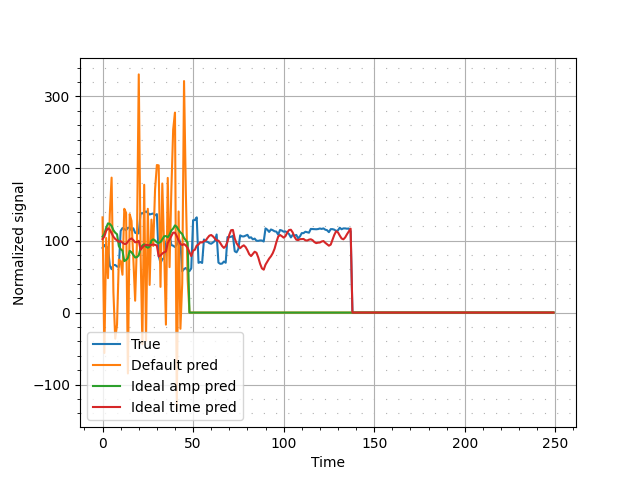 Normalized signal
300
200
100
0
−100
True
Default pred
Ideal amp pred
Ideal time pred
0 50 100 150 200 250
Time